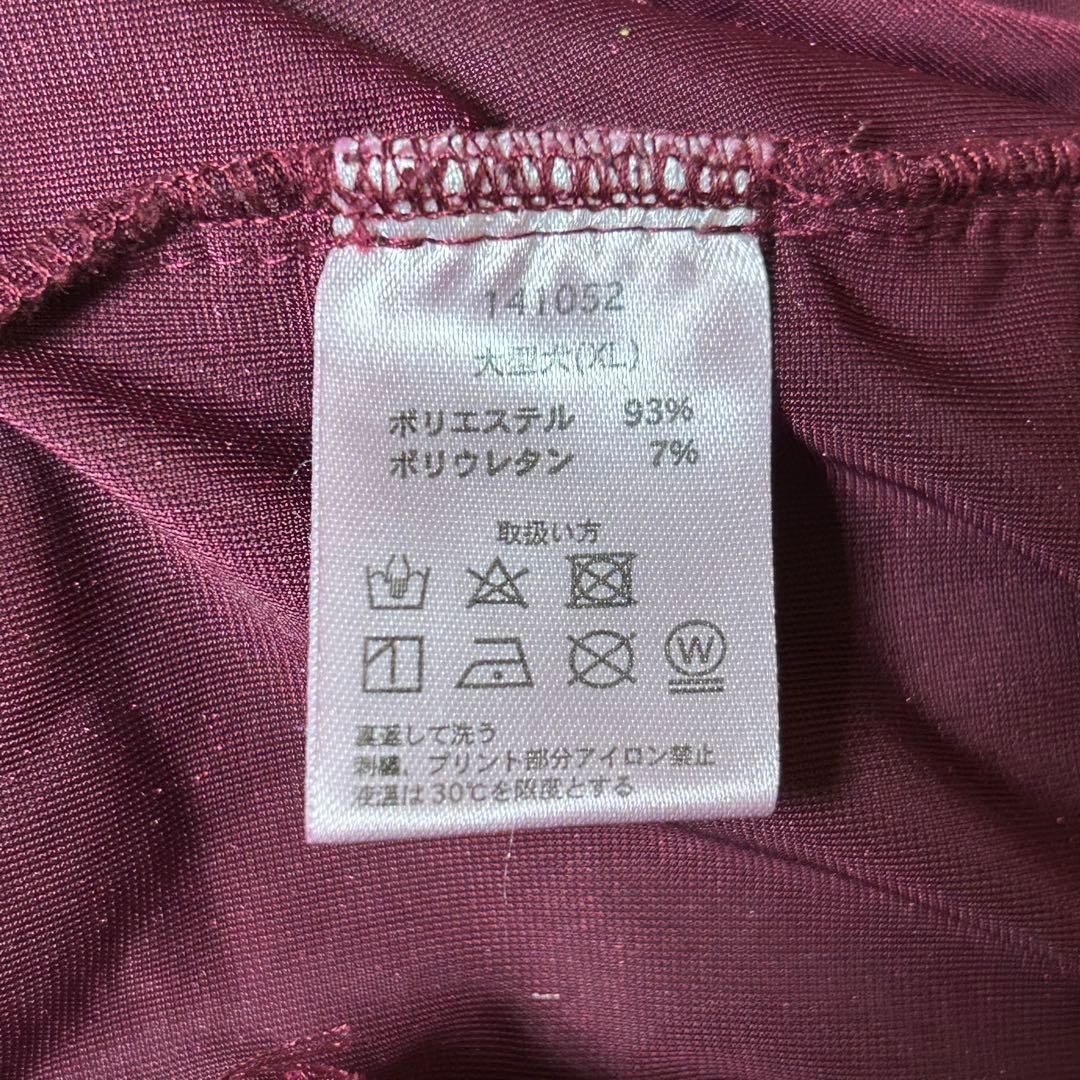 141052
大型犬(XL)
ポリエステル 93%
ポリウレタン 7%
取扱い方
W
裏返して洗う
刺繍、プリント部分アイロン禁止
液温は30℃を限度とする